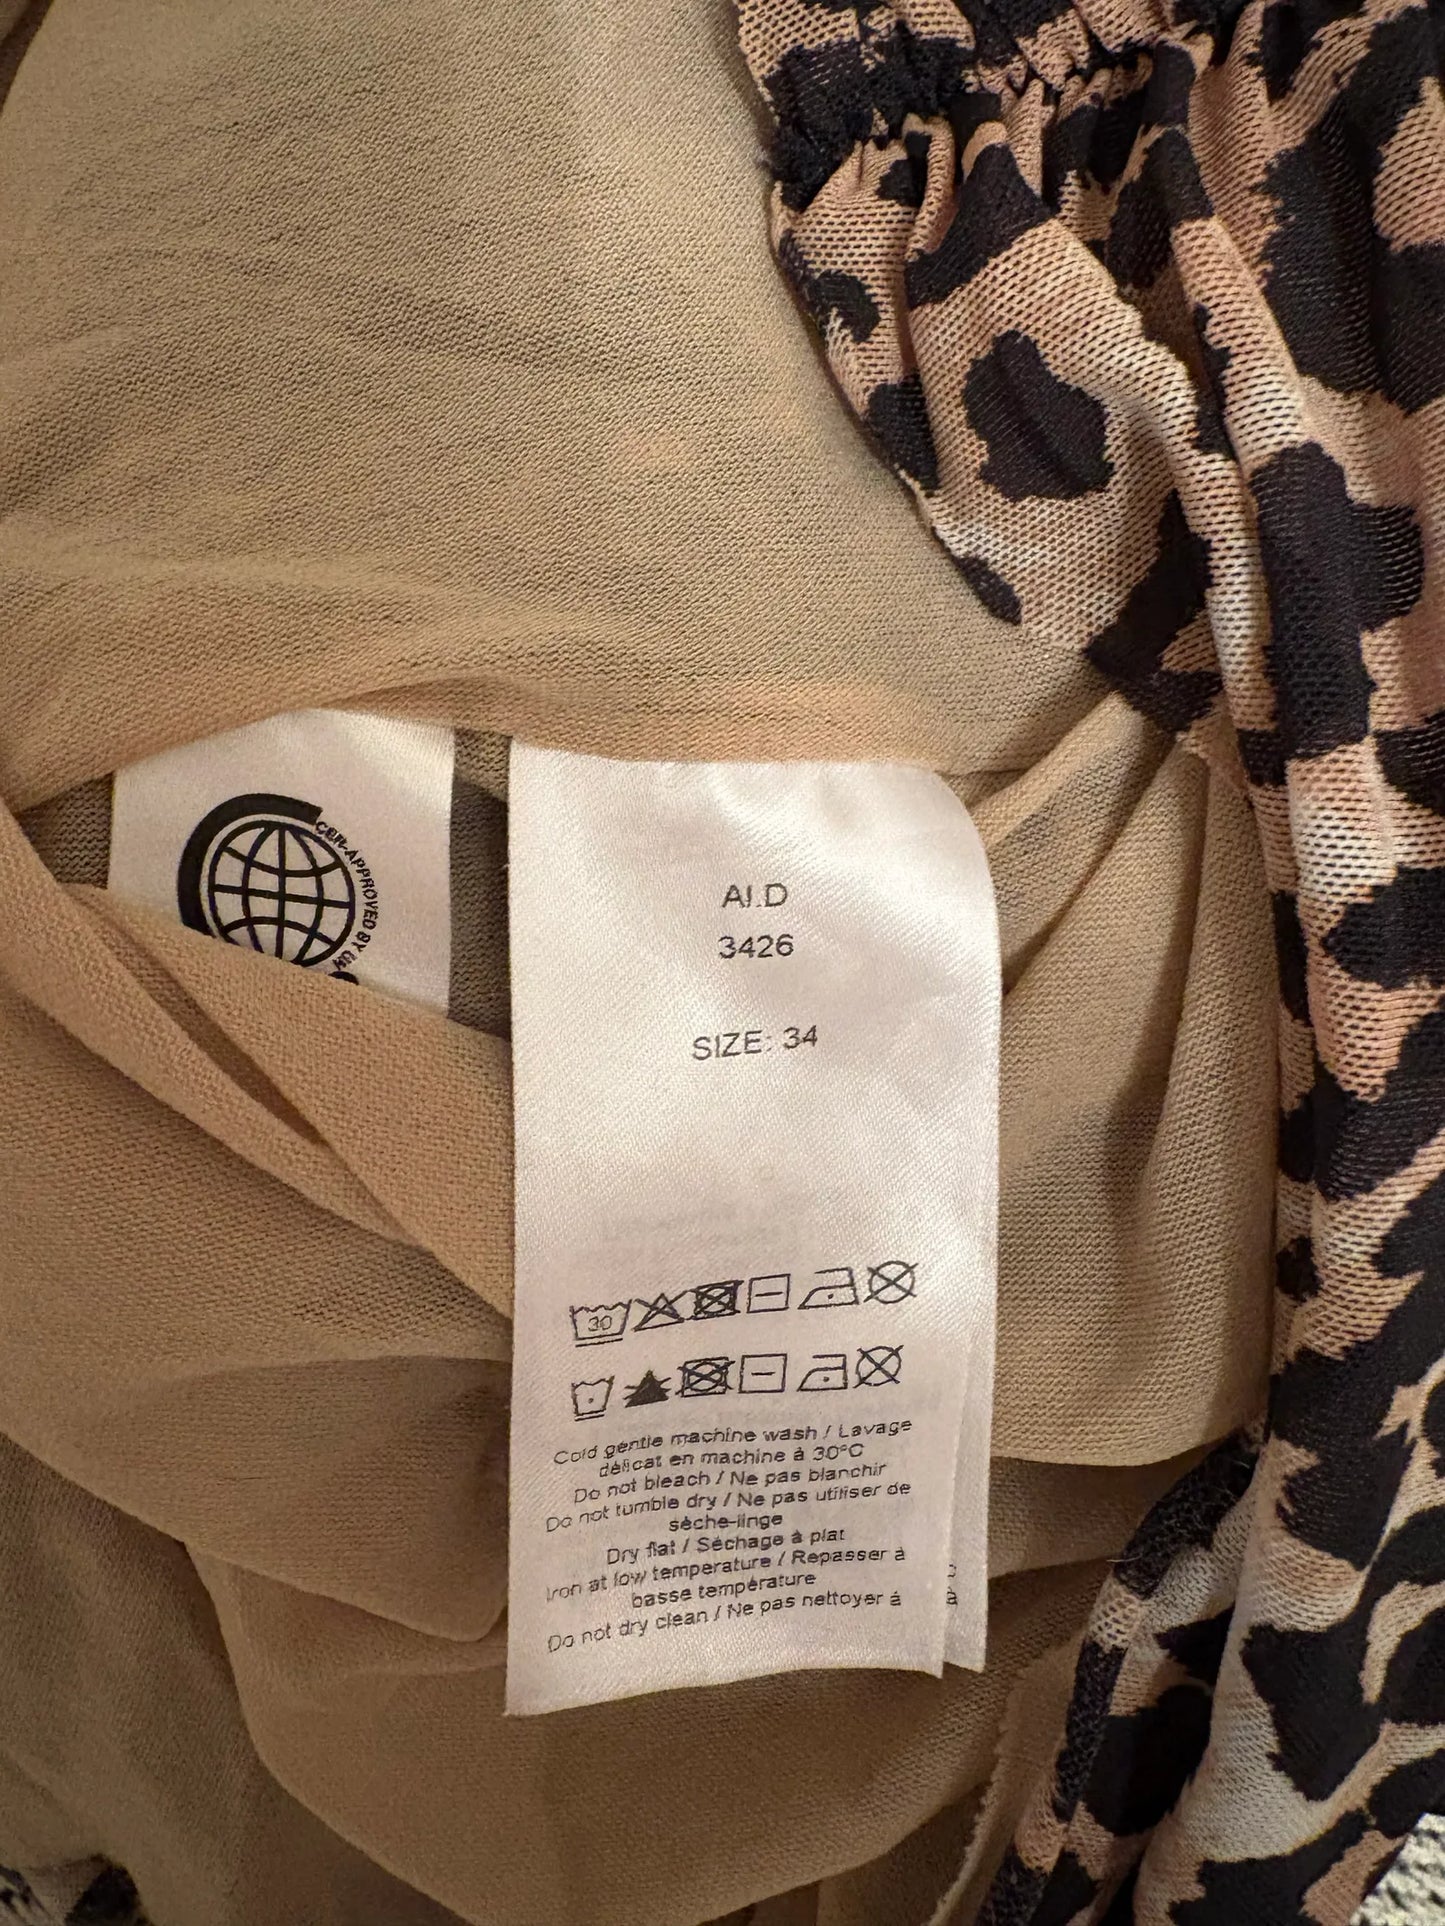 CER-APPROVED BY UN
AI.D
3426
SIZE: 34
30
Cold gentle machine wash / Lavage
délicat en machine à 30°C
Do not bleach / Ne pas blanchir
Do not tumble dry / Ne pas utiliser de
sèche-linge
Dry flat / Séchage à plat
Iron at low temperature / Repasser à
basse température
Do not dry clean / Ne pas nettoyer à
à